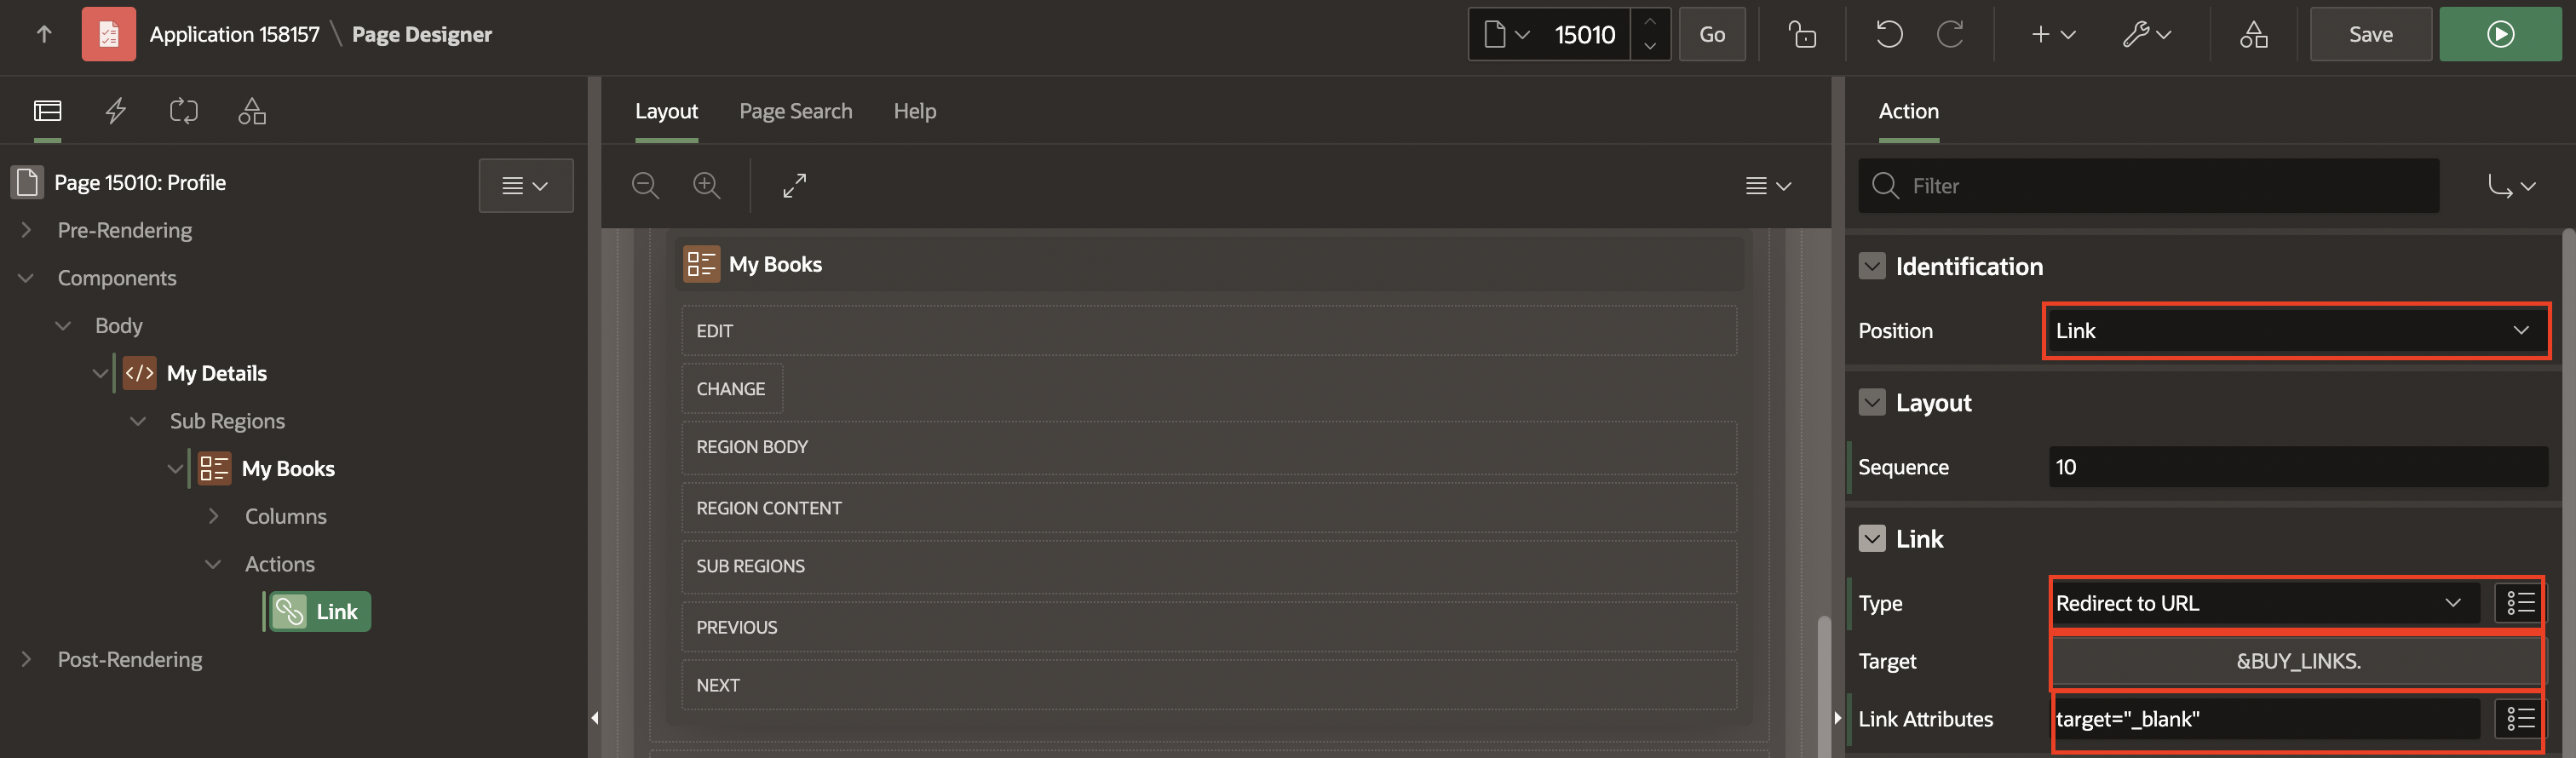 Application 158157 \ Page Designer
15010
Go
Save
Layout
Page Search
Help
Action
Page 15010: Profile
Pre-Rendering
Components
Body
My Details
Sub Regions
My Books
Columns
Actions
Link
Post-Rendering
My Books
EDIT
CHANGE
REGION BODY
REGION CONTENT
SUB REGIONS
PREVIOUS
NEXT
Filter
Identification
Position
Link
Layout
Sequence
10
Link
Type
Redirect to URL
Target
&BUY_LINKS.
Link Attributes
target="_blank"